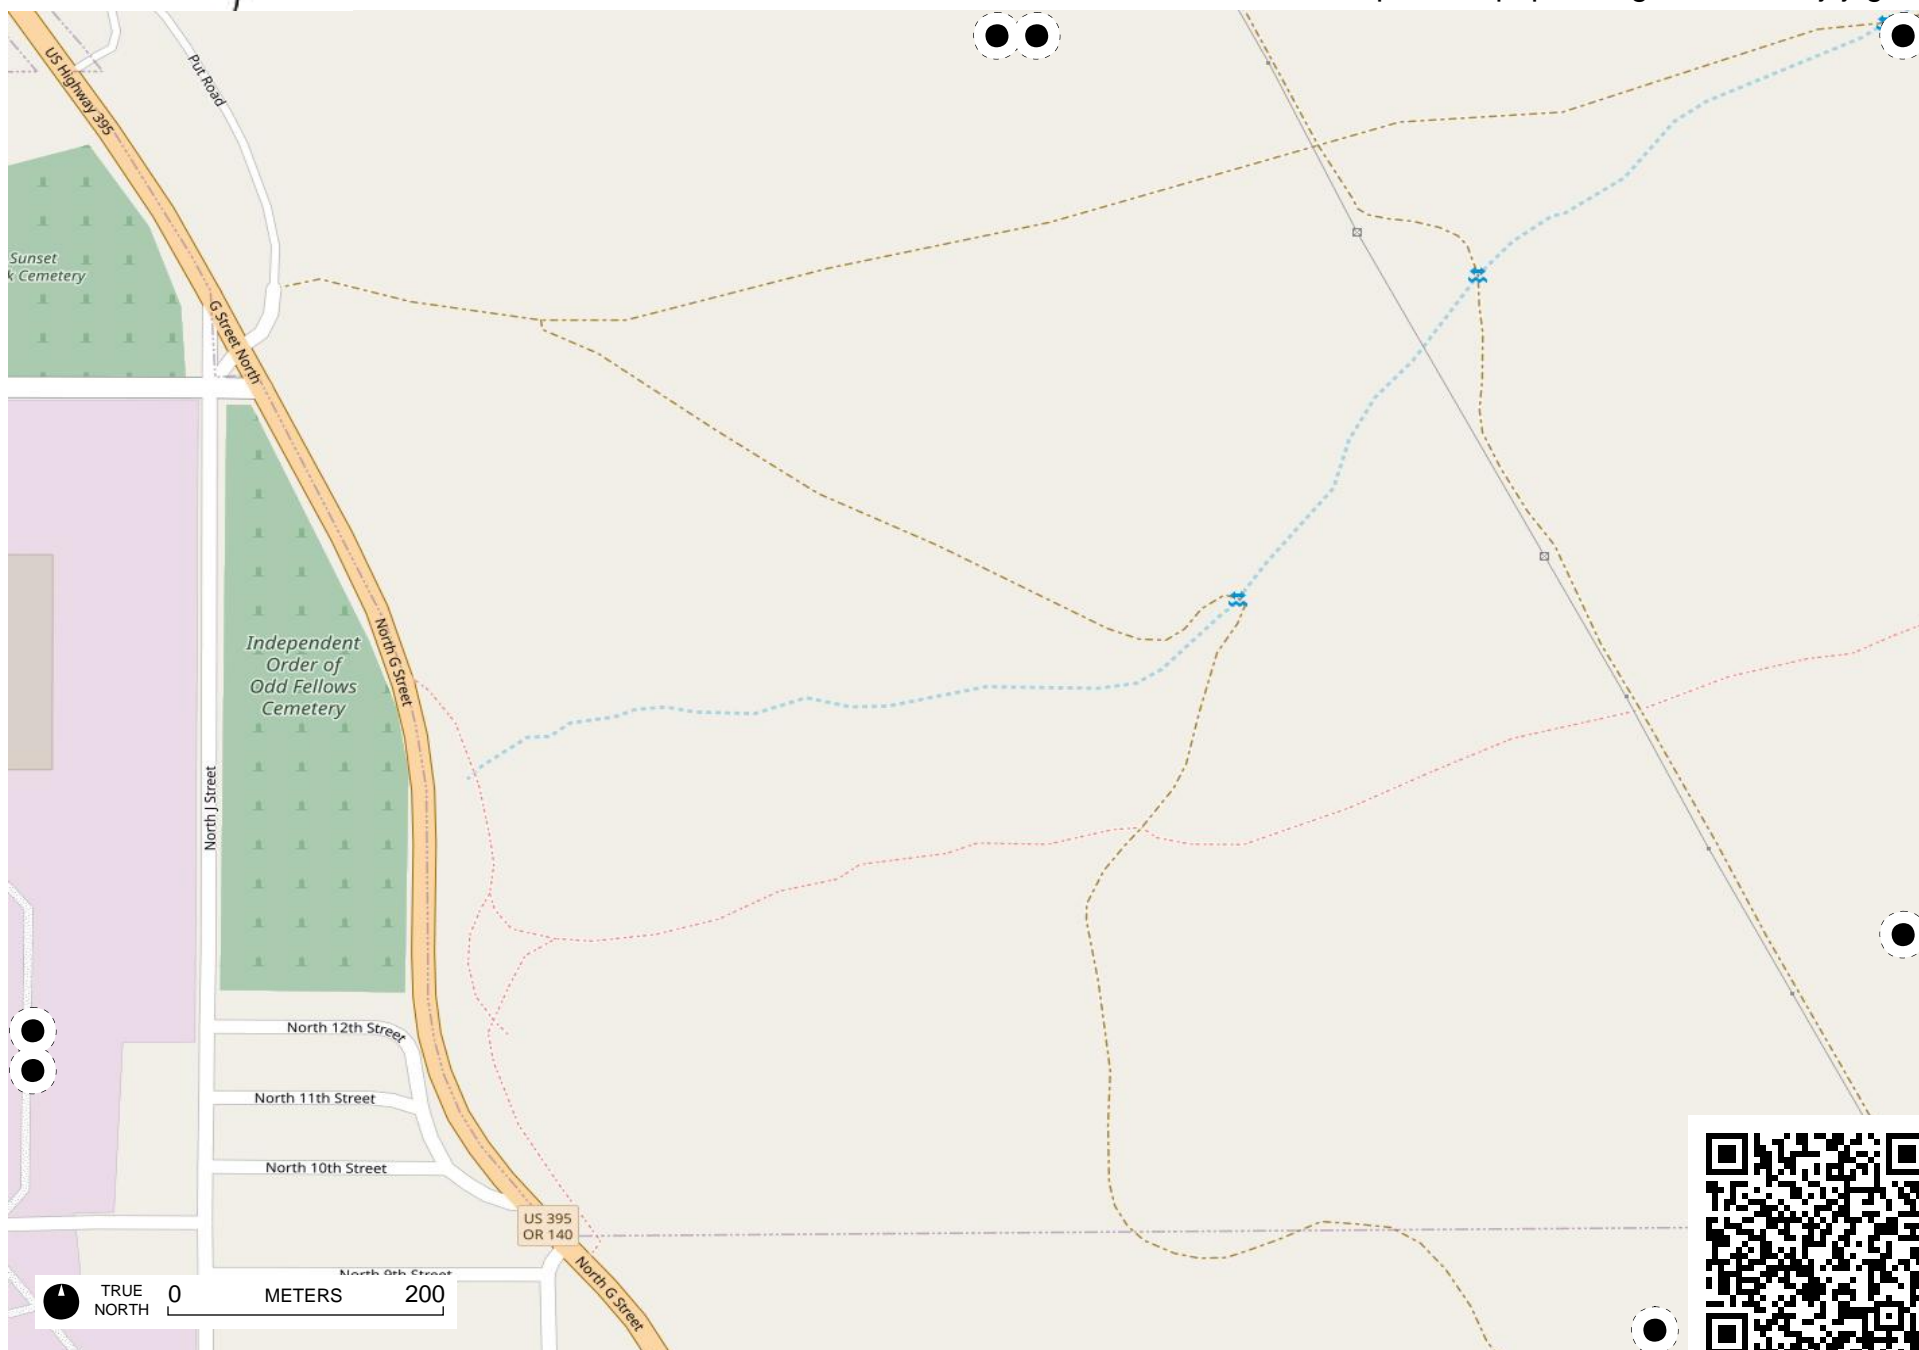 US Highway 395
Put Road
Sunset
k Cemetery
G Street North
Independent
Order of
Odd Fellows
Cemetery
North G Street
North J Street
North 12th Street
North 11th Street
North 10th Street
US 395
OR 140
North 9th Street
North G Street
TRUE
NORTH
0
METERS
200